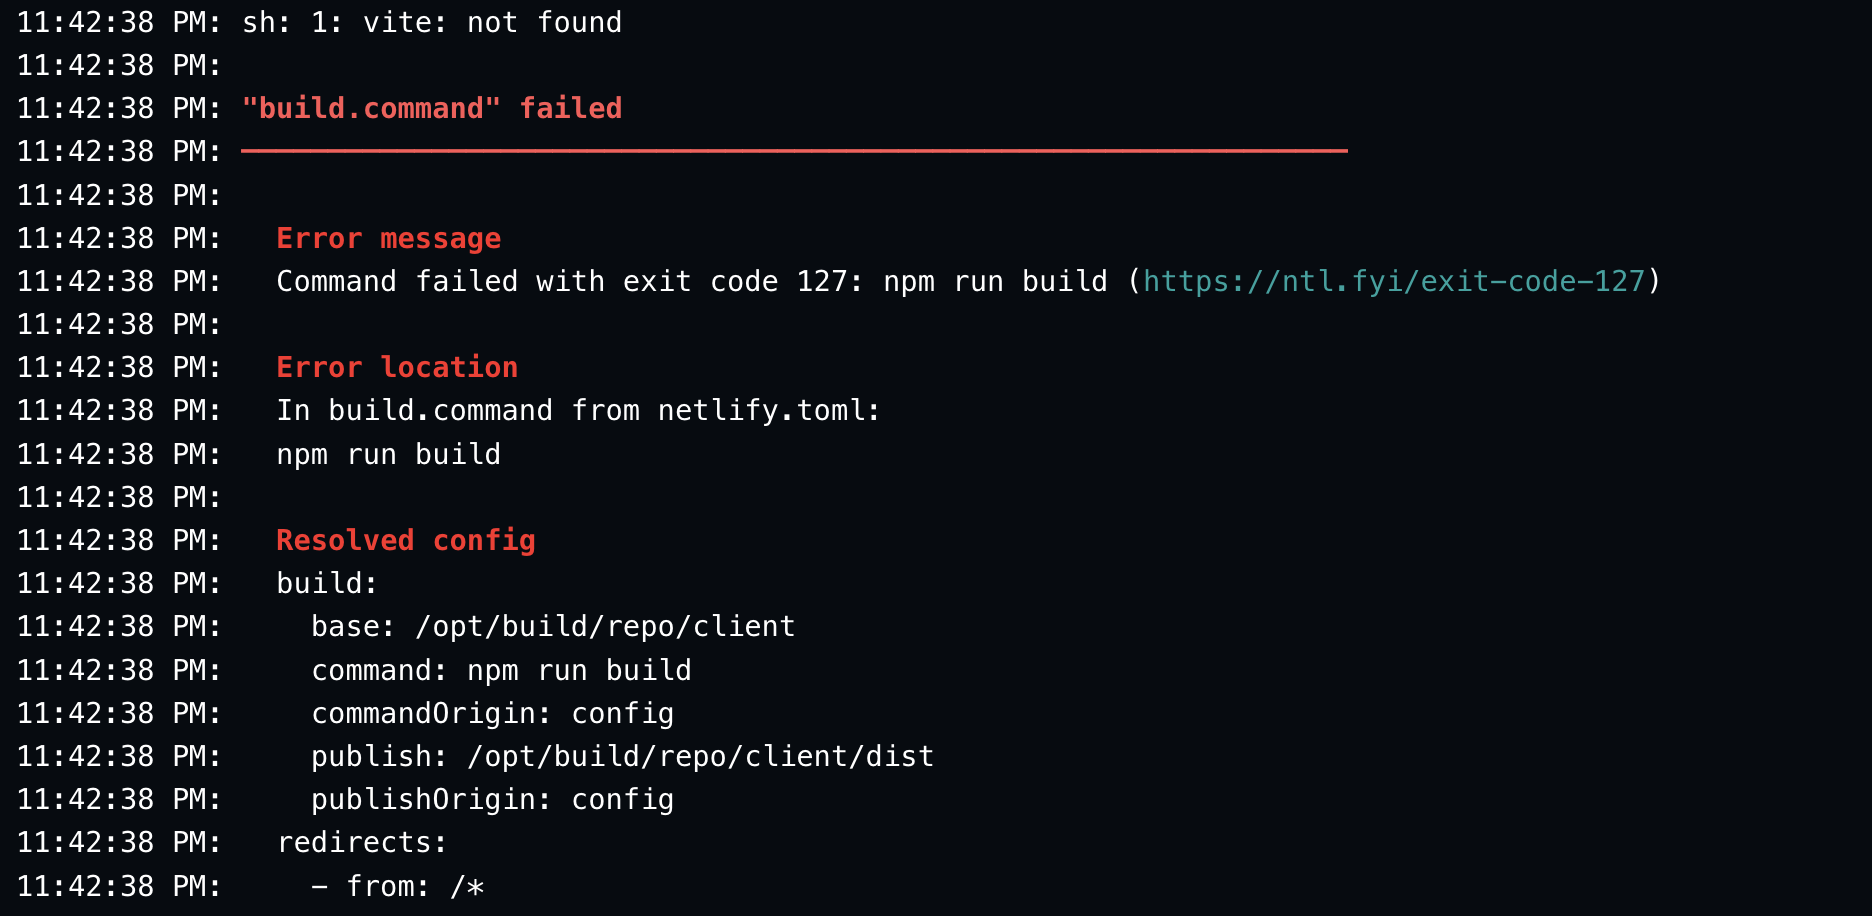 11:42:38 PM: sh: 1: vite: not found
11:42:38 PM:
11:42:38 PM: "build.command" failed
11:42:38 PM: ────────────────────────────────────────────────────────────────
11:42:38 PM:
11:42:38 PM:   Error message
11:42:38 PM:   Command failed with exit code 127: npm run build (https://ntl.fyi/exit-code-127)
11:42:38 PM:
11:42:38 PM:   Error location
11:42:38 PM:   In build.command from netlify.toml:
11:42:38 PM:   npm run build
11:42:38 PM:
11:42:38 PM:   Resolved config
11:42:38 PM:   build:
11:42:38 PM:     base: /opt/build/repo/client
11:42:38 PM:     command: npm run build
11:42:38 PM:     commandOrigin: config
11:42:38 PM:     publish: /opt/build/repo/client/dist
11:42:38 PM:     publishOrigin: config
11:42:38 PM:   redirects:
11:42:38 PM:     - from: /*